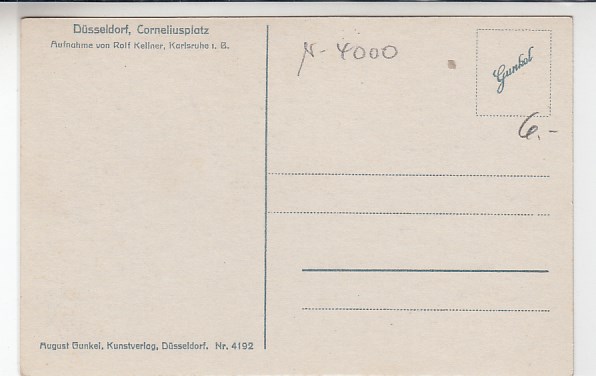 Düsseldorf, Corneliusplatz
Aufnahme von Rolf Kellner, Karlsruhe i. B.
N- 4000
Gunkel
6.-
August Gunkel, Kunstverlag, Düsseldorf. Nr. 4192